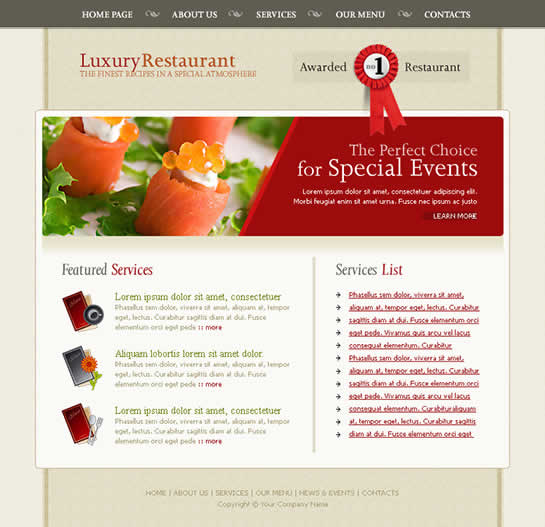 HOME PAGE ABOUT US SERVICES OUR MENU CONTACTS
LuxuryRestaurant
THE FINEST RECIPES IN A SPECIAL ATMOSPHERE
Awarded no 1 Restaurant
The Perfect Choice
for Special Events
Lorem ipsum dolor sit amet, consectetuer adipiscing elit.
Morbi feugiat enim sit amet urna. Fusce nec ipsum ac justo
LEARN MORE
Featured Services
Lorem ipsum dolor sit amet, consectetuer
Phasellus sem dolor, viverra sit amet, aliquam at, tempor
eget, lectus. Curabitur sagittis diam at dui. Fusce
elementum orci eget pede :: more
Aliquam lobortis lorem sit amet dolor.
Phasellus sem dolor, viverra sit amet, aliquam at, tempor
eget, lectus. Curabitur sagittis diam at dui. Fusce
elementum orci eget pede :: more
Lorem ipsum dolor sit amet, consectetuer
Phasellus sem dolor, viverra sit amet, aliquam at, tempor
eget, lectus. Curabitur sagittis diam at dui. Fusce
elementum orci eget pede :: more
Services List
Phasellus sem dolor, viverra sit amet,
aliquam at, tempor eget, lectus. Curabitur
sagittis diam at dui. Fusce elementum orci
eget pede. Vivamus quis arcu vel lacus
consequat elementum. Curabitur
Phasellus sem dolor, viverra sit amet,
aliquam at, tempor eget, lectus. Curabitur
sagittis diam at dui. Fusce elementum orci
eget pede. Vivamus quis arcu vel lacus
consequat elementum. Curabituraliquam
at, tempor eget, lectus. Curabitur sagittis
diam at dui. Fusce elementum orci eget
HOME | ABOUT US | SERVICES | OUR MENU | NEWS & EVENTS | CONTACTS
Copyright © Your Company Name